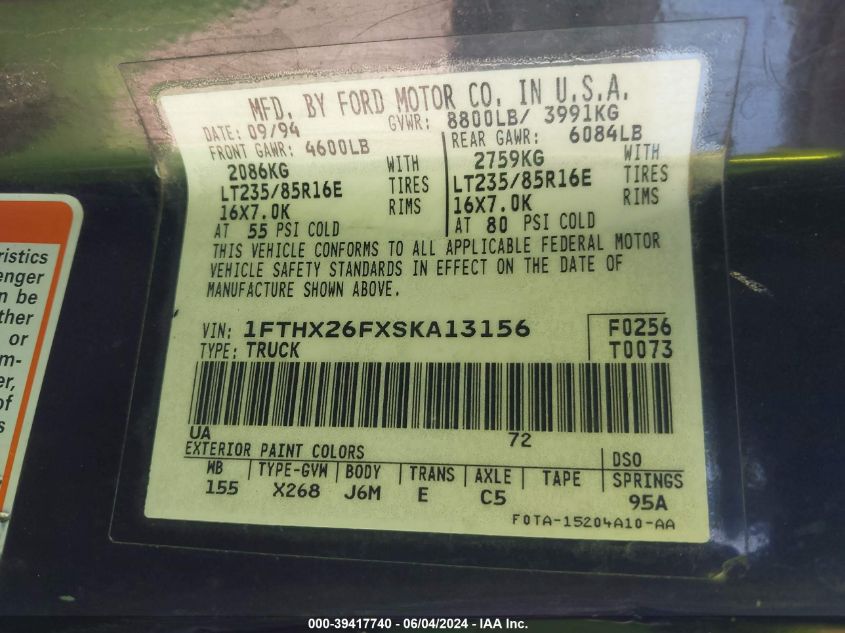 MFD. BY FORD MOTOR CO. IN U.S.A.
DATE: 09/94 GVWR: 8800LB/ 3991KG
FRONT GAWR: 4600LB REAR GAWR: 6084LB
2086KG WITH 2759KG WITH
LT235/85R16E TIRES LT235/85R16E TIRES
16X7.0K RIMS 16X7.0K RIMS
AT 55 PSI COLD AT 80 PSI COLD
THIS VEHICLE CONFORMS TO ALL APPLICABLE FEDERAL MOTOR
VEHICLE SAFETY STANDARDS IN EFFECT ON THE DATE OF
MANUFACTURE SHOWN ABOVE.
VIN: 1FTHX26FXSKA13156 F0256
TYPE: TRUCK T0073
UA 72
EXTERIOR PAINT COLORS DSO
WB TYPE-GVW BODY TRANS AXLE TAPE SPRINGS
155 X268 J6M E C5 95A
F0TA-15204A10-AA
ristics
enger
n be
ther
or
m-
er,
of
s
000-39417740 - 06/04/2024 - IAA Inc.